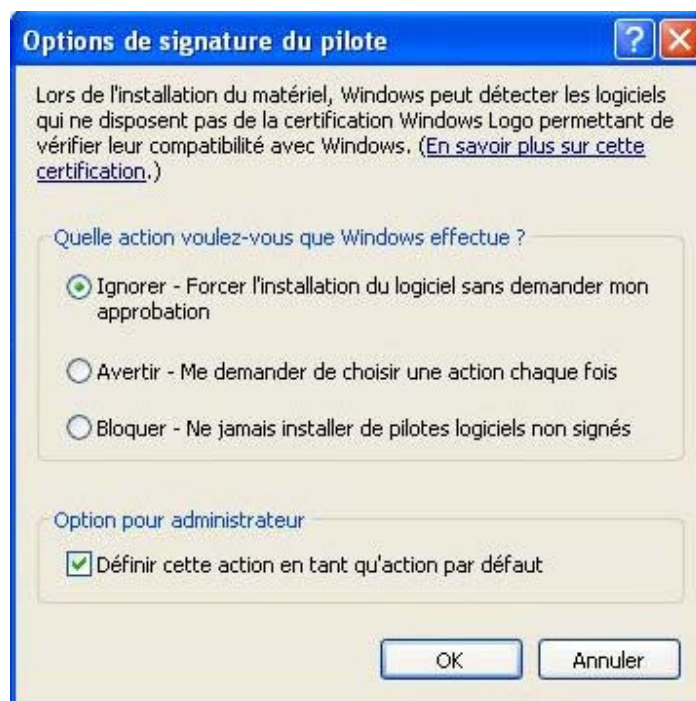 Options de signature du pilote
Lors de l'installation du matériel, Windows peut détecter les logiciels
qui ne disposent pas de la certification Windows Logo permettant de
vérifier leur compatibilité avec Windows. (En savoir plus sur cette
certification.)
Quelle action voulez-vous que Windows effectue ?
Ignorer - Forcer l'installation du logiciel sans demander mon
approbation
Avertir - Me demander de choisir une action chaque fois
Bloquer - Ne jamais installer de pilotes logiciels non signés
Option pour administrateur
Définir cette action en tant qu'action par défaut
OK Annuler